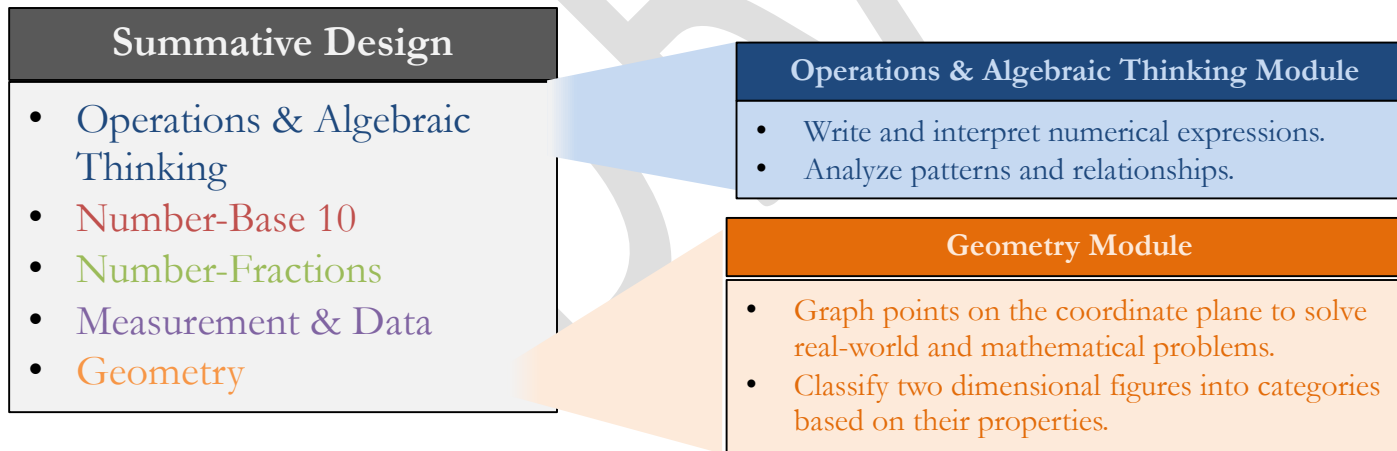 Summative Design
• Operations & Algebraic
Thinking
• Number-Base 10
• Number-Fractions
• Measurement & Data
• Geometry
Operations & Algebraic Thinking Module
• Write and interpret numerical expressions.
• Analyze patterns and relationships.
Geometry Module
• Graph points on the coordinate plane to solve
real-world and mathematical problems.
• Classify two dimensional figures into categories
based on their properties.